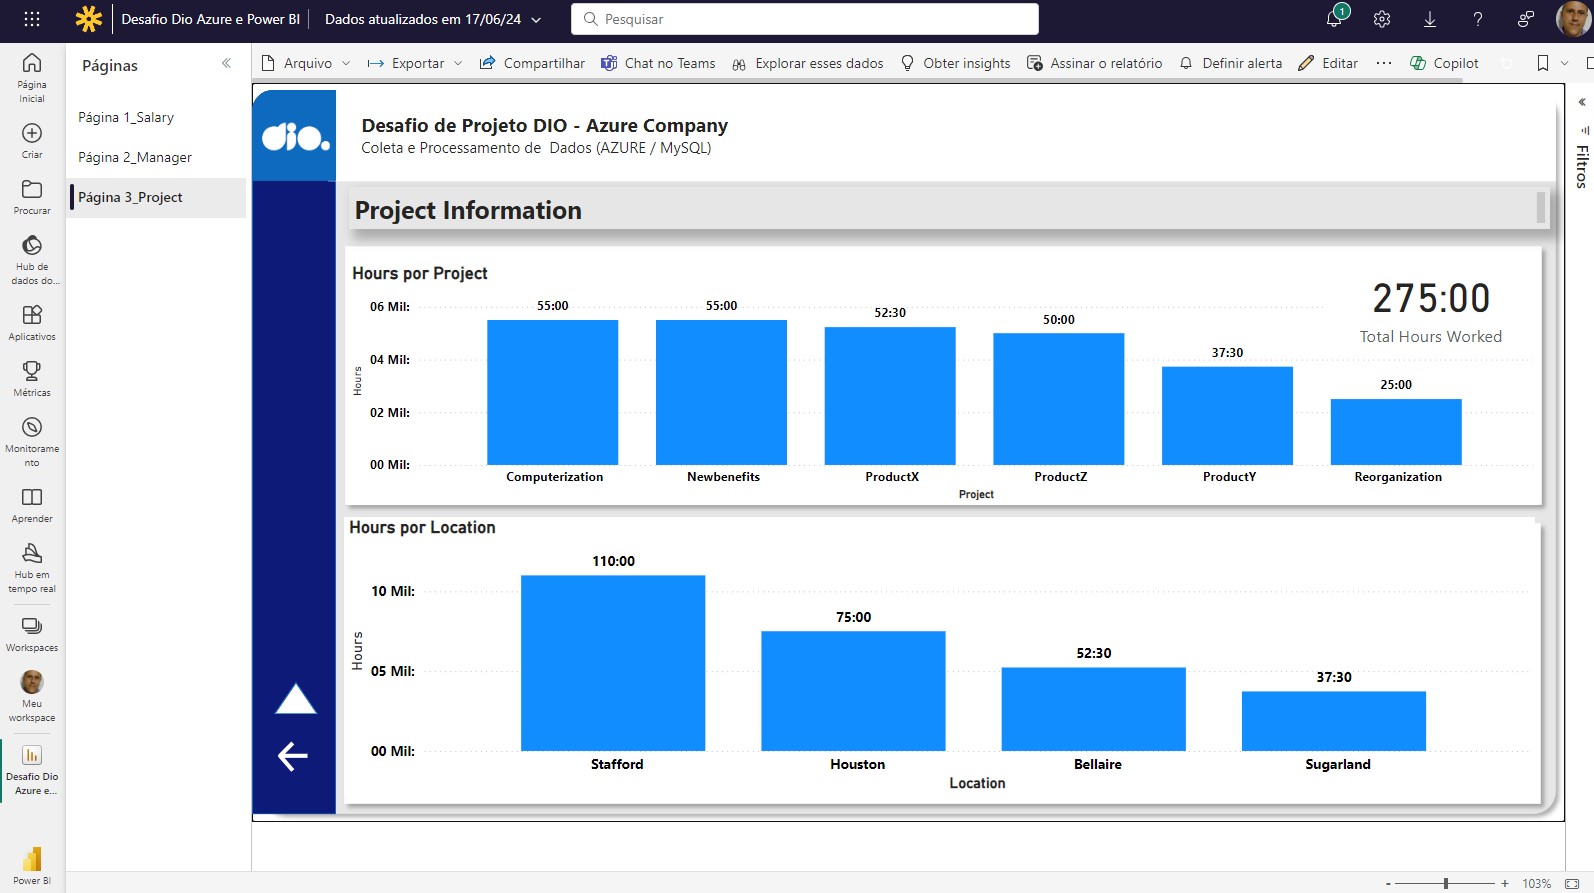 Desafio Dio Azure e Power BI
Dados atualizados em 17/06/24
Pesquisar
1
?
Página
Inicial
Criar
Procurar
Hub de
dados do...
Aplicativos
Métricas
Monitorame
nto
Aprender
Hub em
tempo real
Workspaces
Meu
workspace
Desafio Dio
Azure e...
Power BI
Páginas
Página 1_Salary
Página 2_Manager
Página 3_Project
Arquivo
Exportar
Compartilhar
Chat no Teams
Explorar esses dados
Obter insights
Assinar o relatório
Definir alerta
Editar
...
Copilot
Filtros
dio.
Desafio de Projeto DIO - Azure Company
Coleta e Processamento de Dados (AZURE / MySQL)
Project Information
Hours por Project
275:00
Total Hours Worked
06 Mil:
04 Mil:
02 Mil:
00 Mil:
Hours
55:00
55:00
52:30
50:00
37:30
25:00
Computerization
Newbenefits
ProductX
ProductZ
ProductY
Reorganization
Project
Hours por Location
10 Mil:
05 Mil:
00 Mil:
Hours
110:00
75:00
52:30
37:30
Stafford
Houston
Bellaire
Sugarland
Location
- + 103%